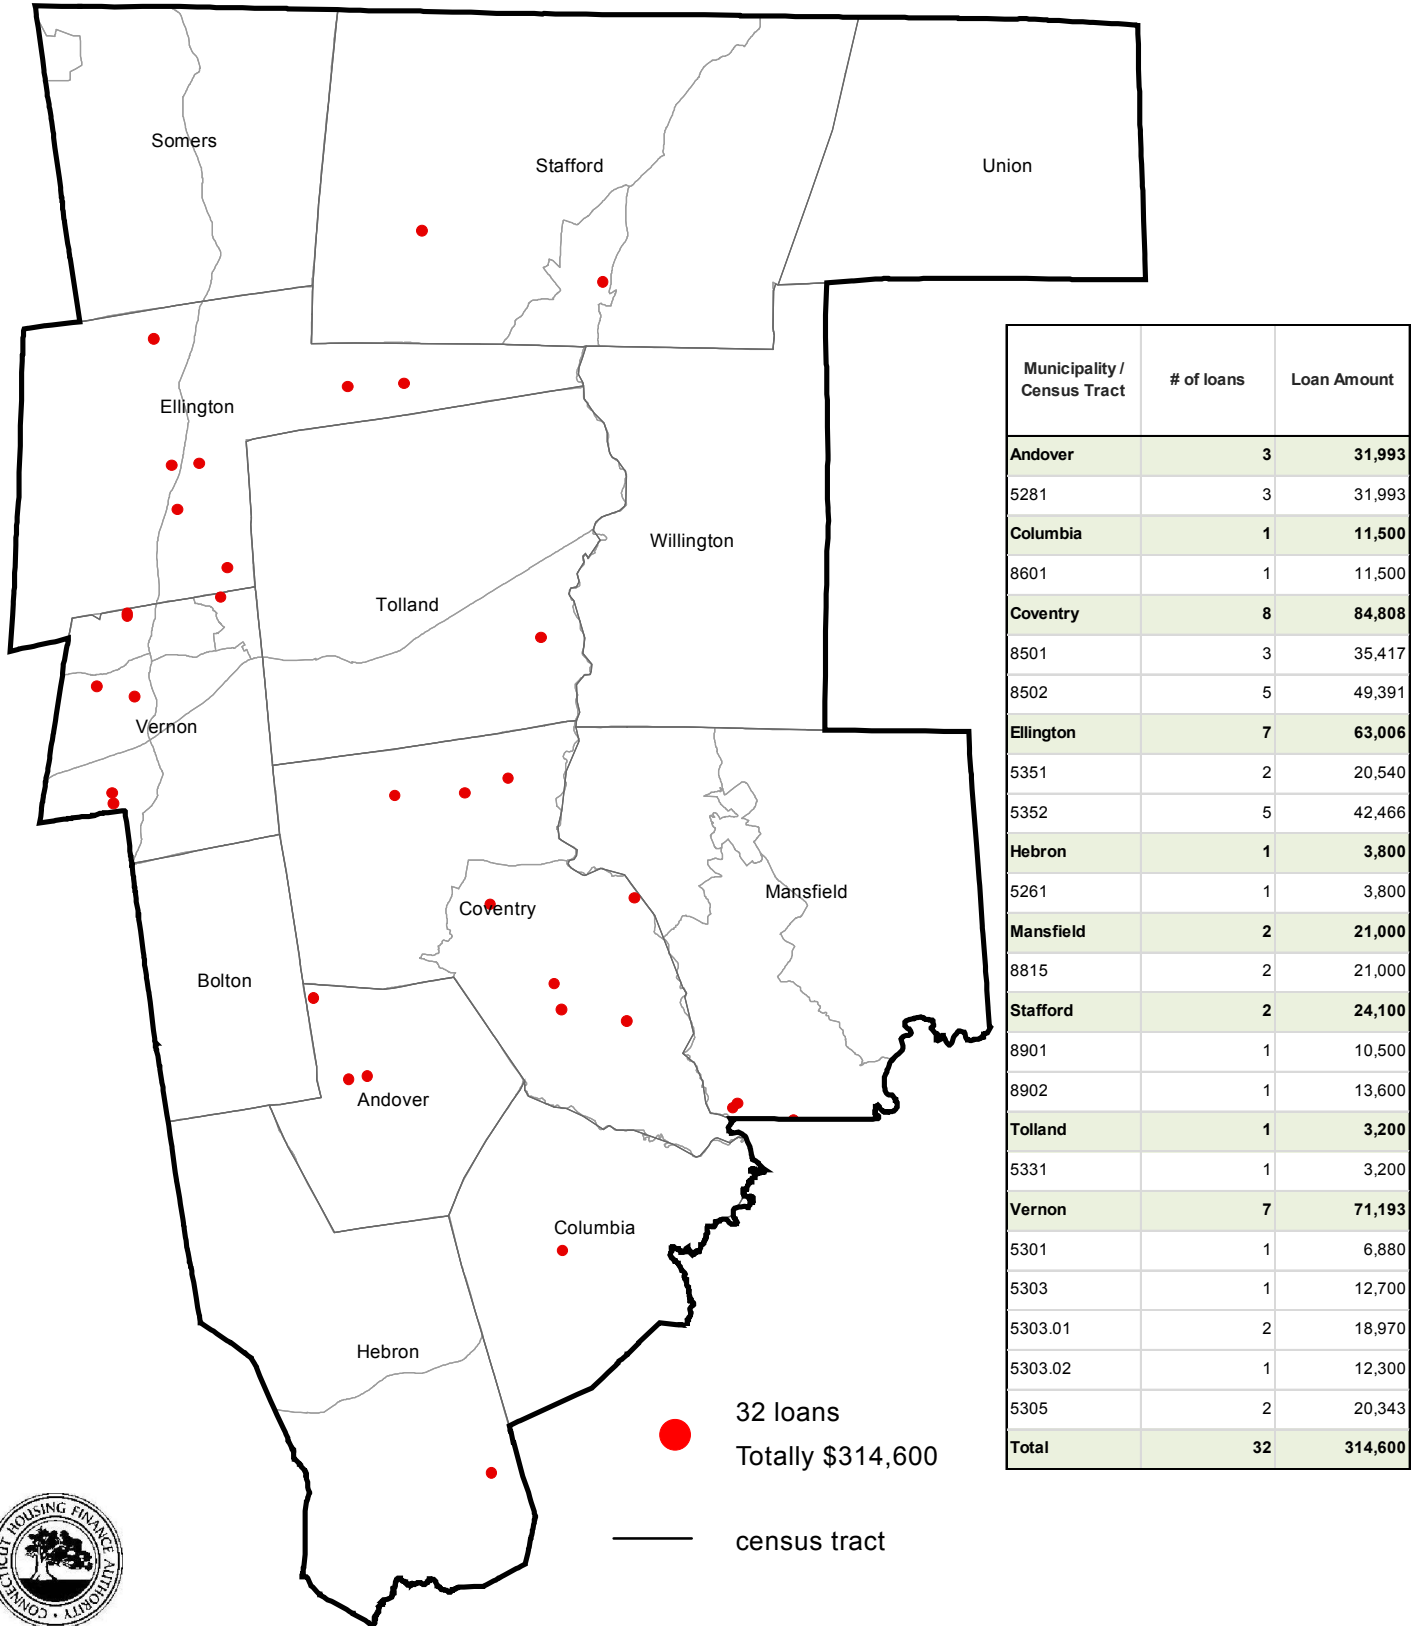 Somers
Stafford
Union
Ellington
Willington
Tolland
Vernon
Mansfield
Coventry
Bolton
Andover
Columbia
Hebron
32 loans
Totally $314,600
census tract
Municipality / Census Tract # of loans Loan Amount
Andover 3 31,993
5281 3 31,993
Columbia 1 11,500
8601 1 11,500
Coventry 8 84,808
8501 3 35,417
8502 5 49,391
Ellington 7 63,006
5351 2 20,540
5352 5 42,466
Hebron 1 3,800
5261 1 3,800
Mansfield 2 21,000
8815 2 21,000
Stafford 2 24,100
8901 1 10,500
8902 1 13,600
Tolland 1 3,200
5331 1 3,200
Vernon 7 71,193
5301 1 6,880
5303 1 12,700
5303.01 2 18,970
5303.02 1 12,300
5305 2 20,343
Total 32 314,600
HOUSING FINANCE AUTHORITY • CONNECTICUT